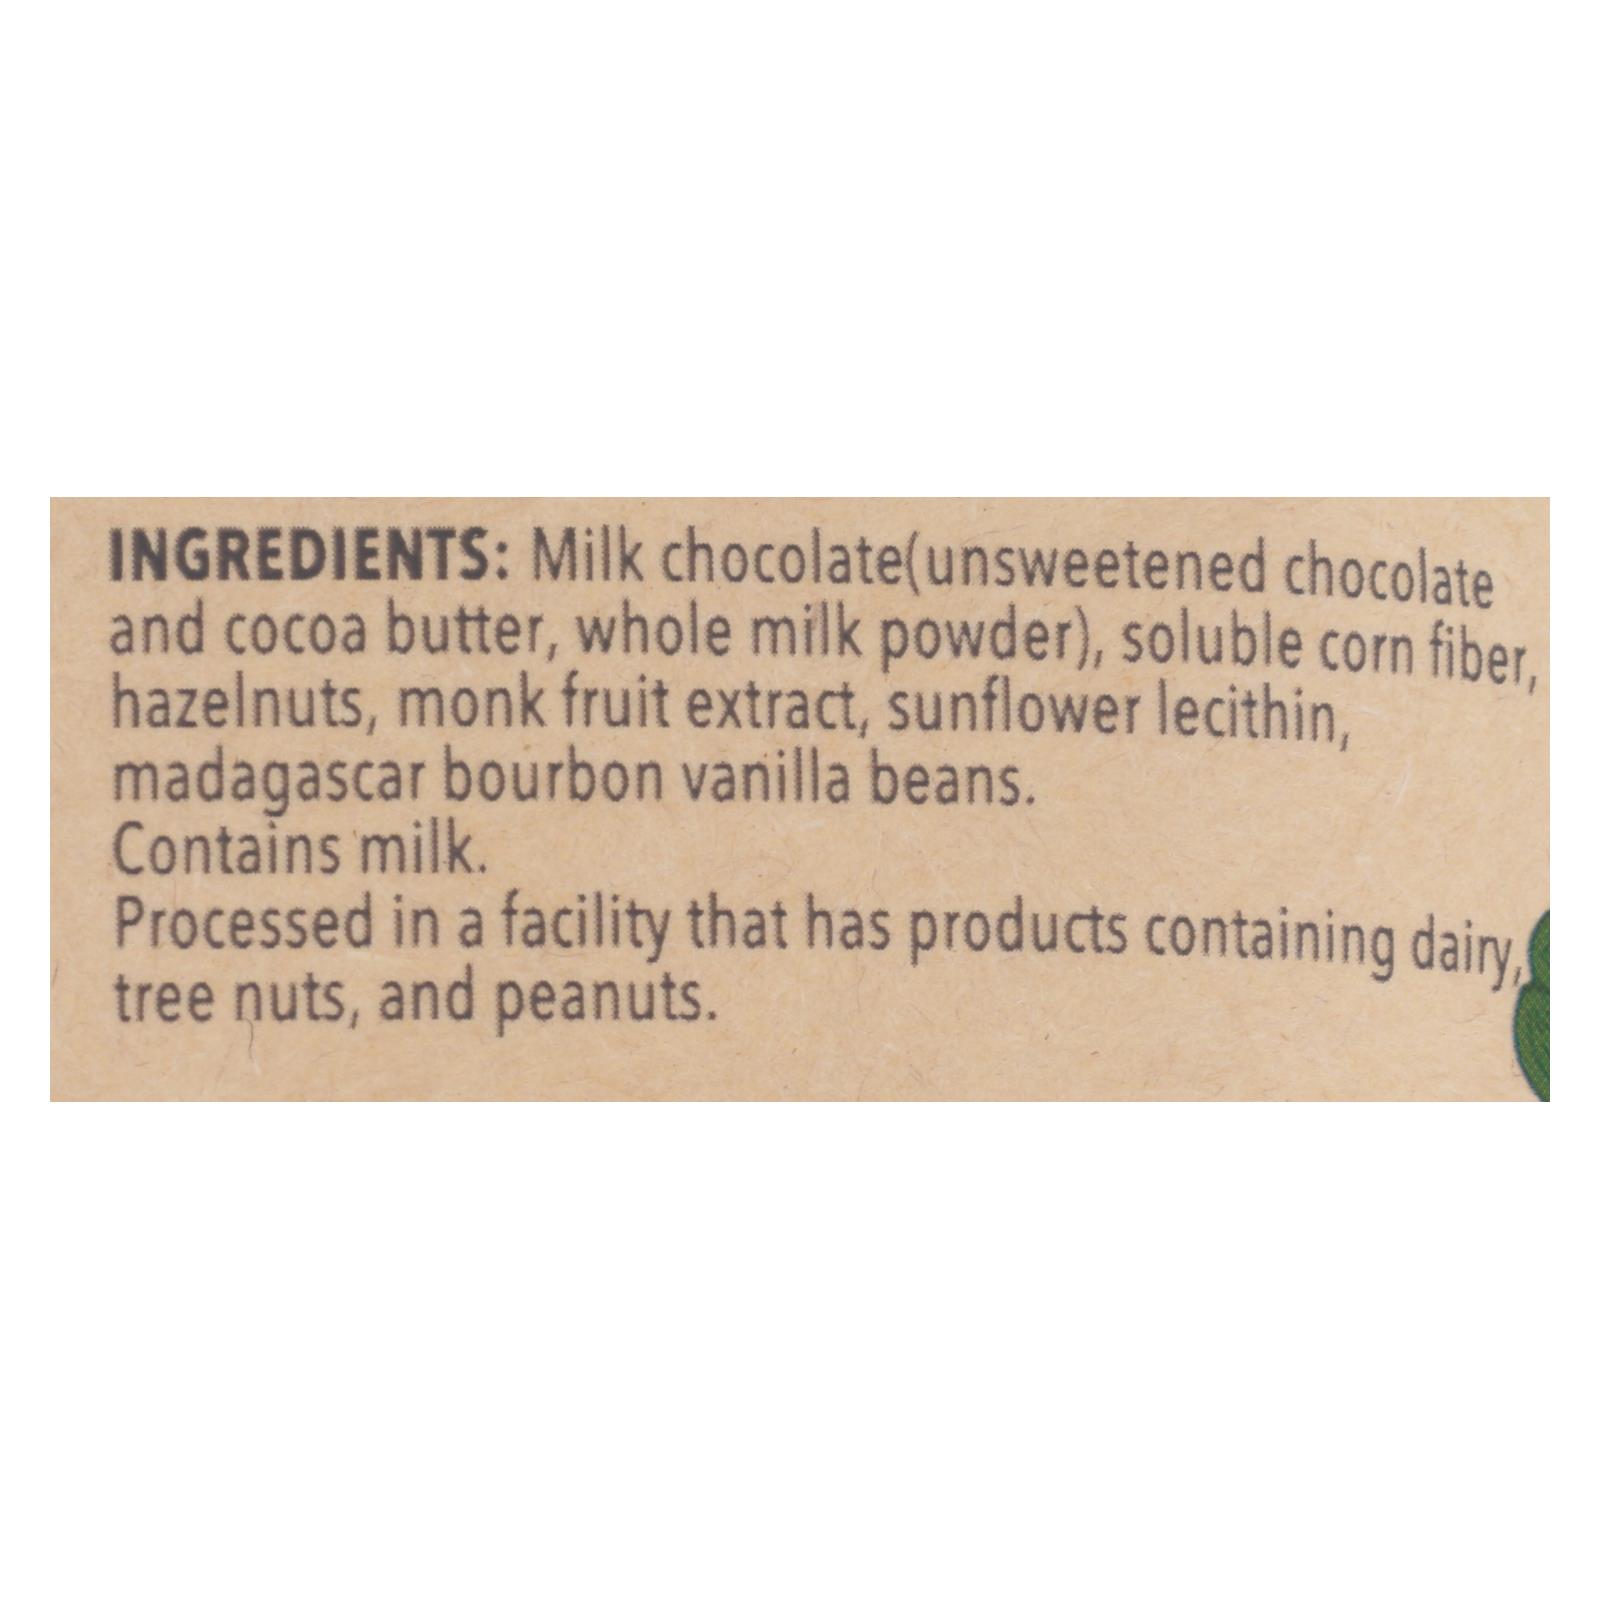 INGREDIENTS: Milk chocolate(unsweetened chocolate
and cocoa butter, whole milk powder), soluble corn fiber,
hazelnuts, monk fruit extract, sunflower lecithin,
madagascar bourbon vanilla beans.
Contains milk.
Processed in a facility that has products containing dairy,
tree nuts, and peanuts.